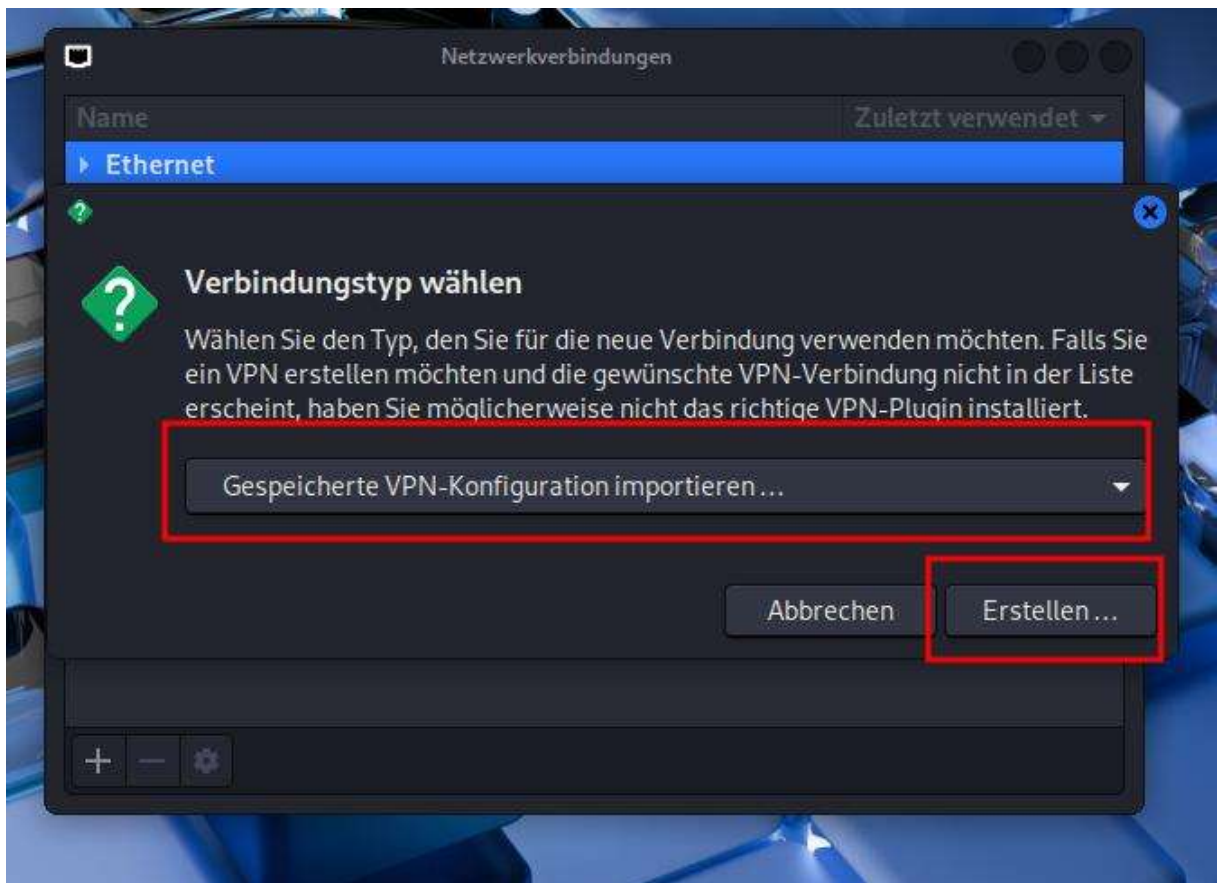 Netzwerkverbindungen
Name Zuletzt verwendet
Ethernet
Verbindungstyp wählen
Wählen Sie den Typ, den Sie für die neue Verbindung verwenden möchten. Falls Sie
ein VPN erstellen möchten und die gewünschte VPN-Verbindung nicht in der Liste
erscheint, haben Sie möglicherweise nicht das richtige VPN-Plugin installiert.
Gespeicherte VPN-Konfiguration importieren …
Abbrechen Erstellen …